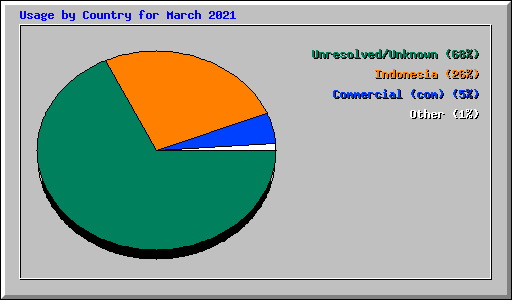 Usage by Country for March 2021
Unresolved/Unknown (68%)
Indonesia (26%)
Commercial (com) (5%)
Other (1%)